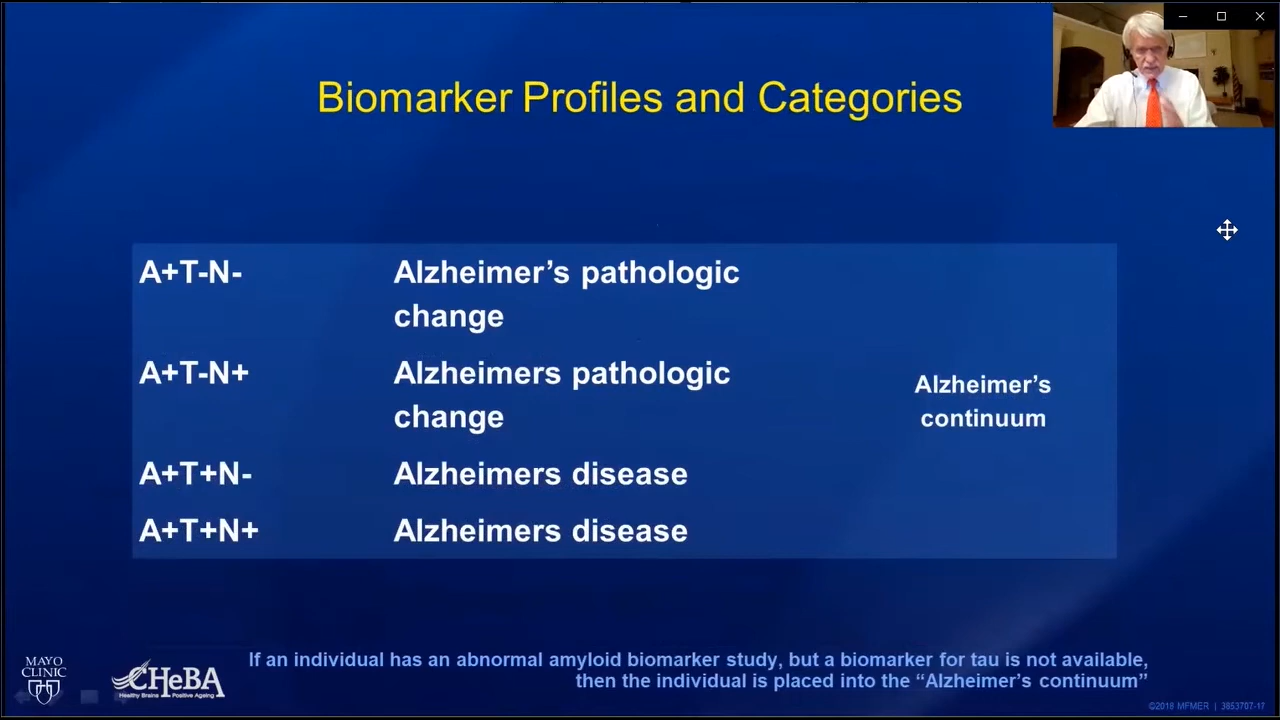 Biomarker Profiles and Categories
A+T-N-
Alzheimer’s pathologic
change
A+T-N+
Alzheimers pathologic
change
Alzheimer’s
continuum
A+T+N-
Alzheimers disease
A+T+N+
Alzheimers disease
If an individual has an abnormal amyloid biomarker study, but a biomarker for tau is not available,
then the individual is placed into the “Alzheimer’s continuum”
MAYO
CLINIC
CHeBA
Healthy Brains Positive Ageing
©2018 MFMER | 3853707-17